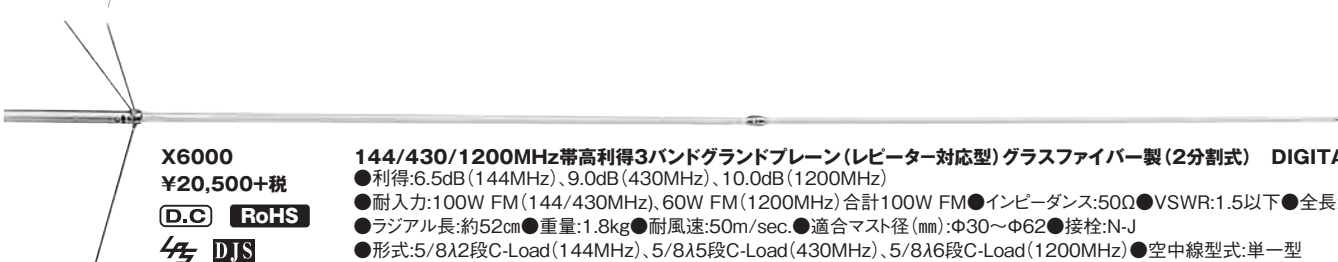 X6000
¥20,500+税
D.C RoHS
DJS
144/430/1200MHz帯高利得3バンドグランドプレーン(レピーター対応型)グラスファイバー製(2分割式) DIGITA
●利得:6.5dB(144MHz)、9.0dB(430MHz)、10.0dB(1200MHz)
●耐入力:100W FM(144/430MHz)、60W FM(1200MHz)合計100W FM●インピーダンス:50Ω●VSWR:1.5以下●全長
●ラジアル長:約52㎝●重量:1.8kg●耐風速:50m/sec.●適合マスト径(㎜):Φ30〜Φ62●接栓:N-J
●形式:5/8λ2段C-Load(144MHz)、5/8λ5段C-Load(430MHz)、5/8λ6段C-Load(1200MHz)●空中線型式:単一型